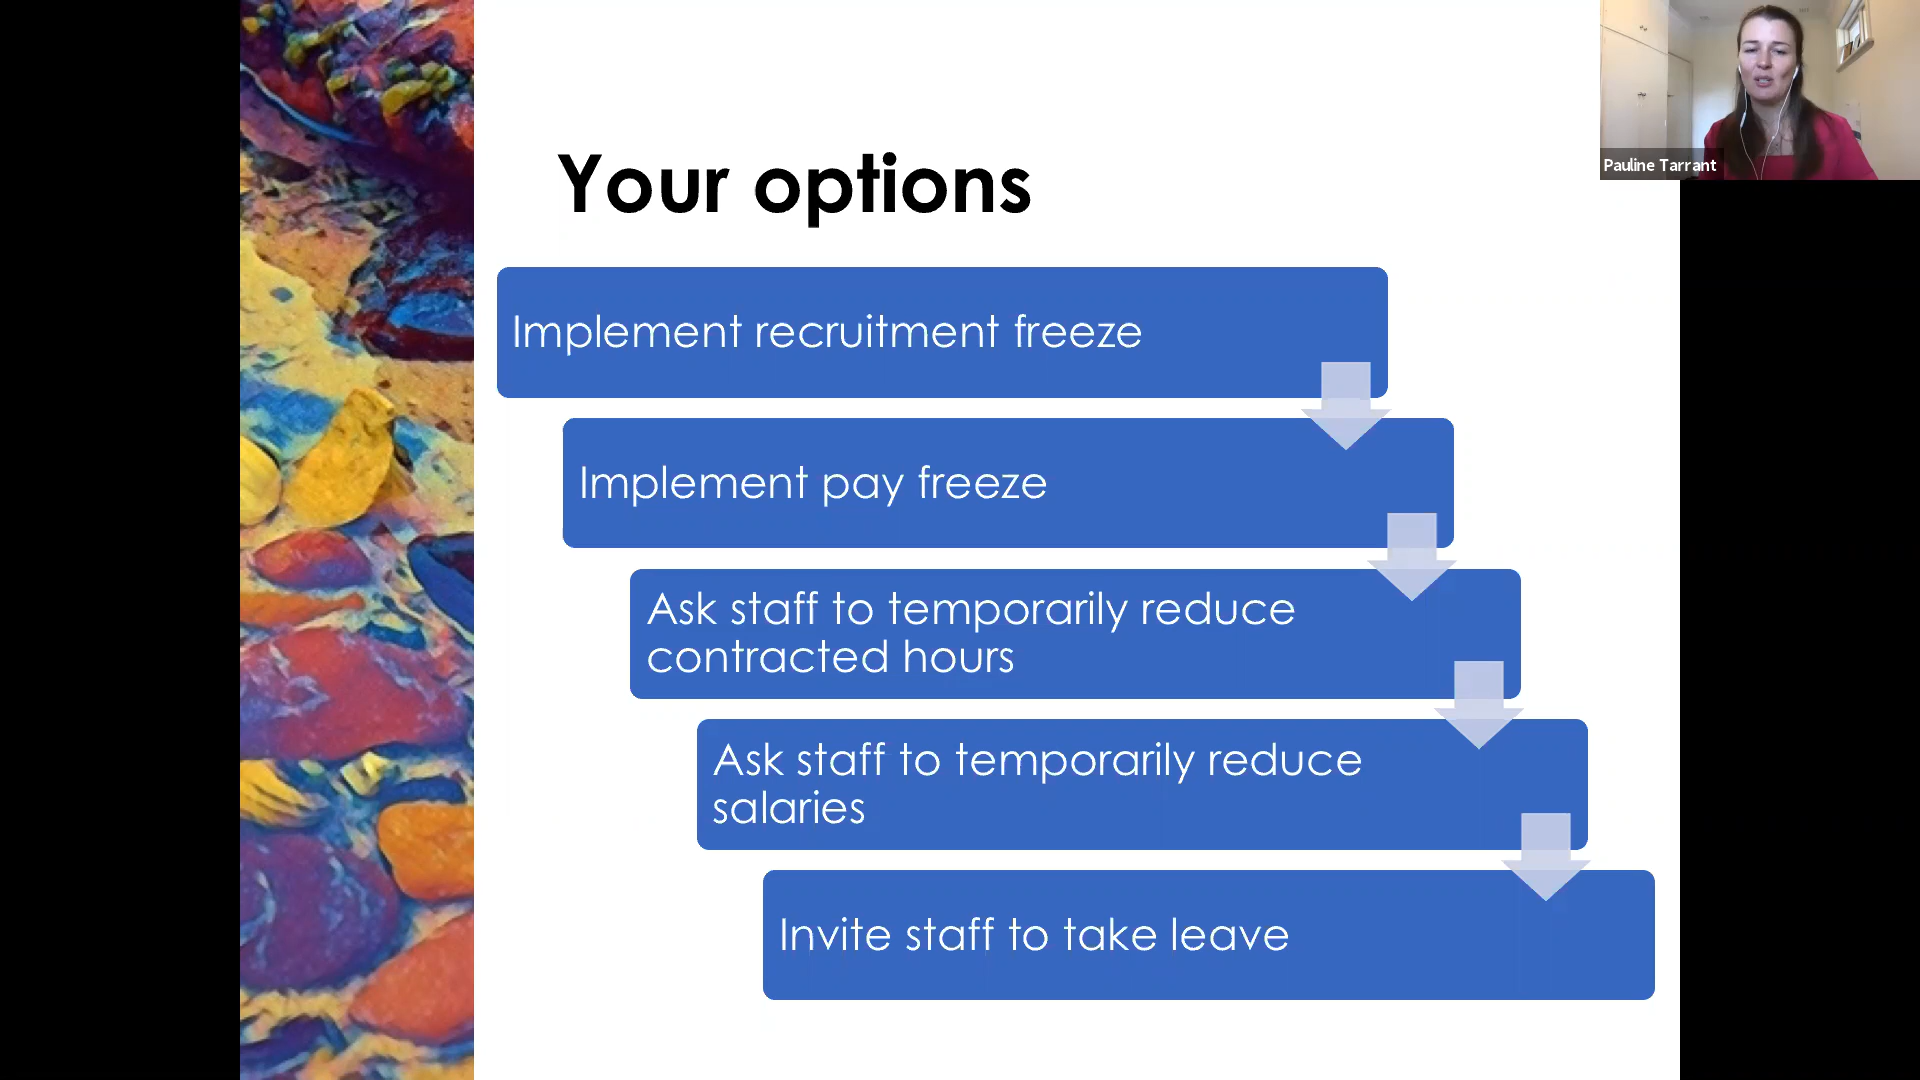 Pauline Tarrant
Your options
Implement recruitment freeze
Implement pay freeze
Ask staff to temporarily reduce
contracted hours
Ask staff to temporarily reduce
salaries
Invite staff to take leave